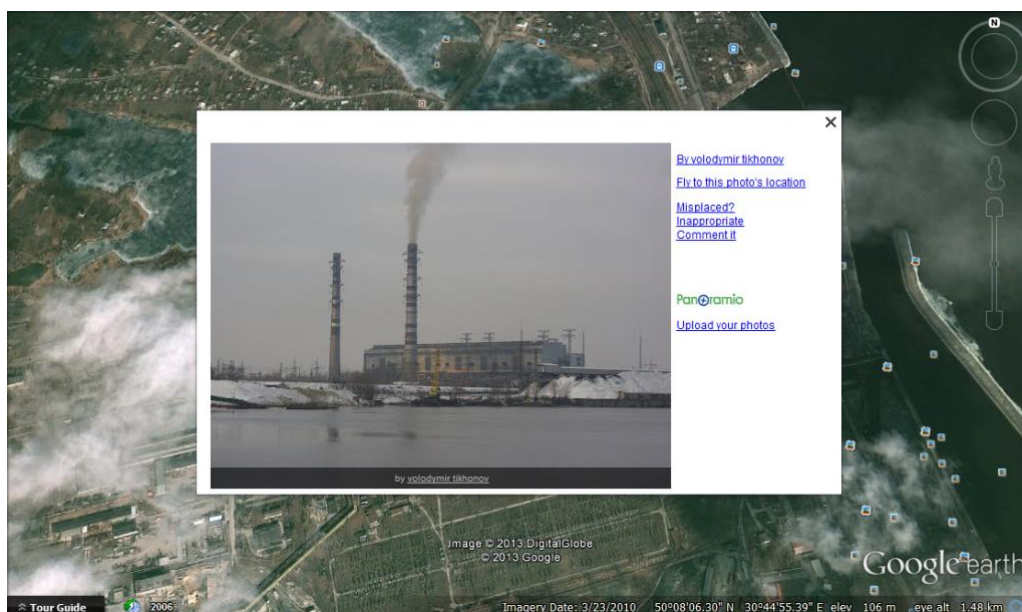 N
By volodymir tikhonov
Fly to this photo's location
Misplaced?
Inappropriate
Comment it
Panoramio
Upload your photos
by volodymir tikhonov
Image © 2013 DigitalGlobe
© 2013 Google
Google earth
Tour Guide
2006
Imagery Date: 3/23/2010 50°08'06.30" N 30°44'55.39" E elev 106 m eye alt 1.48 km